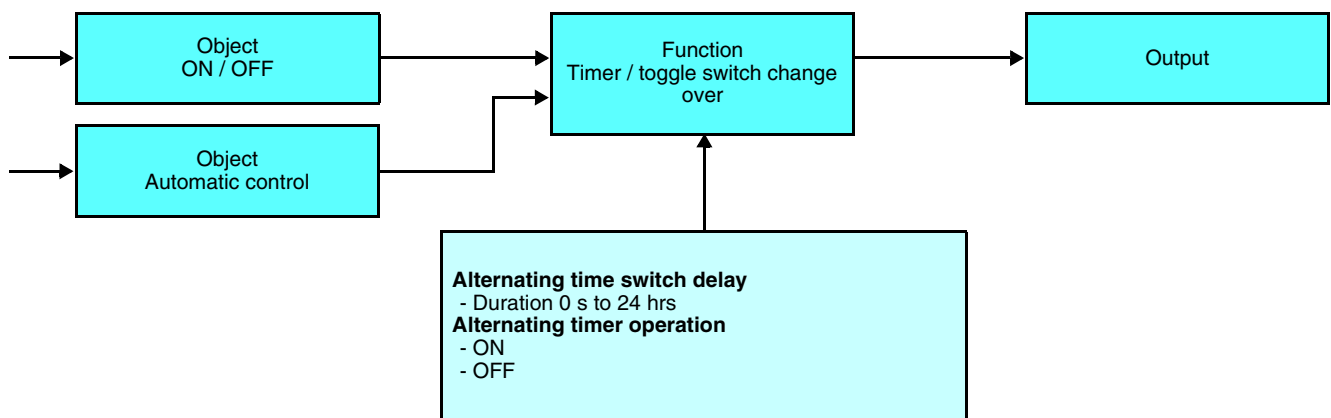 Object
ON / OFF
Function
Timer / toggle switch change
over
Output
Object
Automatic control
Alternating time switch delay
- Duration 0 s to 24 hrs
Alternating timer operation
- ON
- OFF